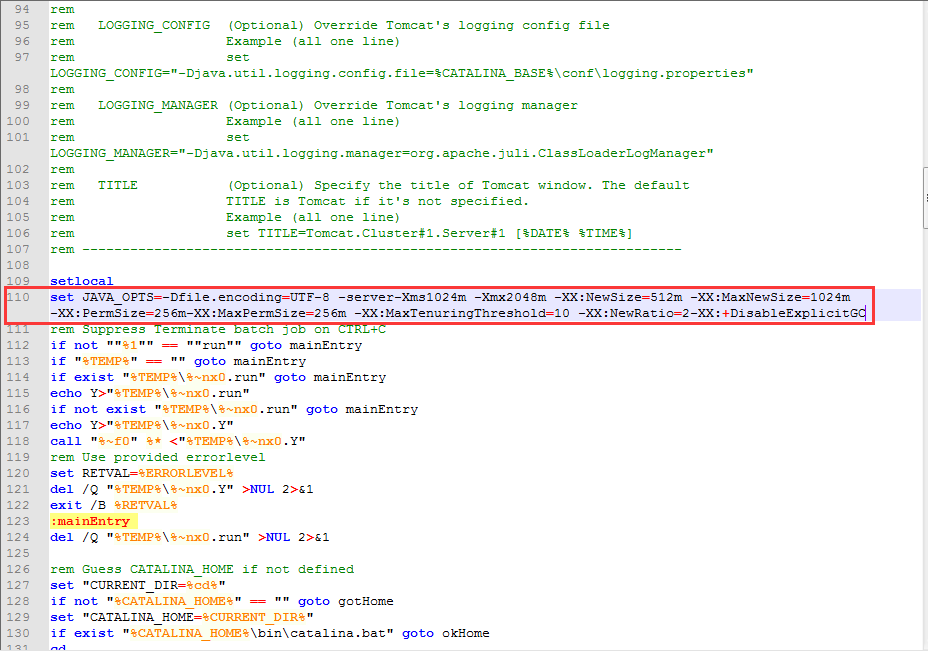 94 rem
95 rem   LOGGING_CONFIG  (Optional) Override Tomcat's logging config file
96 rem                   Example (all one line)
97 rem                   set
LOGGING_CONFIG="-Djava.util.logging.config.file=%CATALINA_BASE%\conf\logging.properties"
98 rem
99 rem   LOGGING_MANAGER (Optional) Override Tomcat's logging manager
100 rem                   Example (all one line)
101 rem                   set
LOGGING_MANAGER="-Djava.util.logging.manager=org.apache.juli.ClassLoaderLogManager"
102 rem
103 rem   TITLE           (Optional) Specify the title of Tomcat window. The default
104 rem                   TITLE is Tomcat if it's not specified.
105 rem                   Example (all one line)
106 rem                   set TITLE=Tomcat.Cluster#1.Server#1 [%DATE% %TIME%]
107 rem ---------------------------------------------------------------------------
108
109 setlocal
110 set JAVA_OPTS=-Dfile.encoding=UTF-8 -server-Xms1024m -Xmx2048m -XX:NewSize=512m -XX:MaxNewSize=1024m
-XX:PermSize=256m-XX:MaxPermSize=256m -XX:MaxTenuringThreshold=10 -XX:NewRatio=2-XX:+DisableExplicitGC
111 rem Suppress Terminate batch job on CTRL+C
112 if not ""%1"" == ""run"" goto mainEntry
113 if "%TEMP%" == "" goto mainEntry
114 if exist "%TEMP%\%~nx0.run" goto mainEntry
115 echo Y>"%TEMP%\%~nx0.run"
116 if not exist "%TEMP%\%~nx0.run" goto mainEntry
117 echo Y>"%TEMP%\%~nx0.Y"
118 call "%~f0" %* <"%TEMP%\%~nx0.Y"
119 rem Use provided errorlevel
120 set RETVAL=%ERRORLEVEL%
121 del /Q "%TEMP%\%~nx0.Y" >NUL 2>&1
122 exit /B %RETVAL%
123 :mainEntry
124 del /Q "%TEMP%\%~nx0.run" >NUL 2>&1
125
126 rem Guess CATALINA_HOME if not defined
127 set "CURRENT_DIR=%cd%"
128 if not "%CATALINA_HOME%" == "" goto gotHome
129 set "CATALINA_HOME=%CURRENT_DIR%"
130 if exist "%CATALINA_HOME%\bin\catalina.bat" goto okHome
131 cd